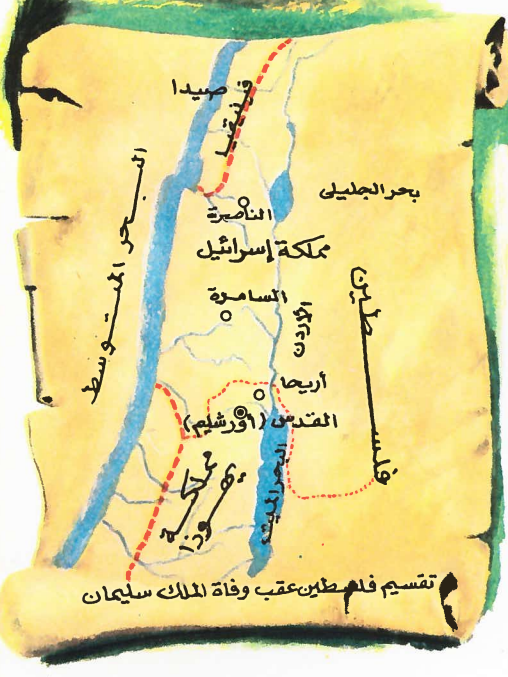 صيدا
فينيقيا
البحر المتوسط
بحر الجليلي
الناصرة
مملكة إسرائيل
السامرة
الأردن
فلسطين
أريحا
القدس (أورشليم)
البحر الميت
مملكة يهوذا
تقسيم فلسطين عقب وفاة الملك سليمان